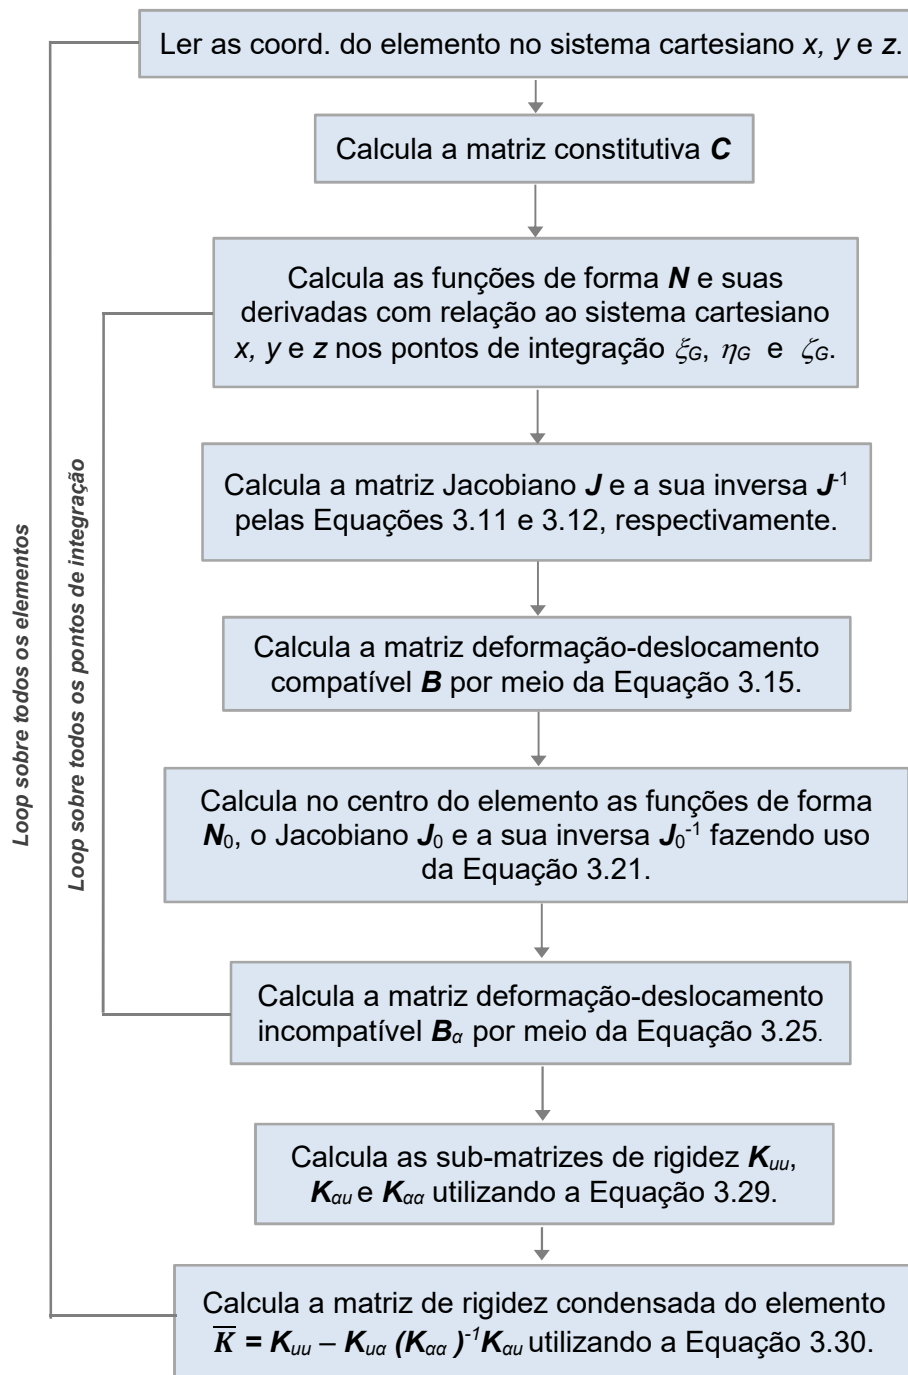 Ler as coord. do elemento no sistema cartesiano x, y e z.
Calcula a matriz constitutiva C
Calcula as funções de forma N e suas
derivadas com relação ao sistema cartesiano
x, y e z nos pontos de integração ξG, ηG e ζG.
Calcula a matriz Jacobiano J e a sua inversa J-1
pelas Equações 3.11 e 3.12, respectivamente.
Calcula a matriz deformação-deslocamento
compatível B por meio da Equação 3.15.
Calcula no centro do elemento as funções de forma
N0, o Jacobiano J0 e a sua inversa J0-1 fazendo uso
da Equação 3.21.
Calcula a matriz deformação-deslocamento
incompatível Bα por meio da Equação 3.25.
Calcula as sub-matrizes de rigidez Kuu,
Kαu e Kαα utilizando a Equação 3.29.
Calcula a matriz de rigidez condensada do elemento
K̅ = Kuu – Kuα (Kαα )-1Kαu utilizando a Equação 3.30.
Loop sobre todos os elementos
Loop sobre todos os pontos de integração